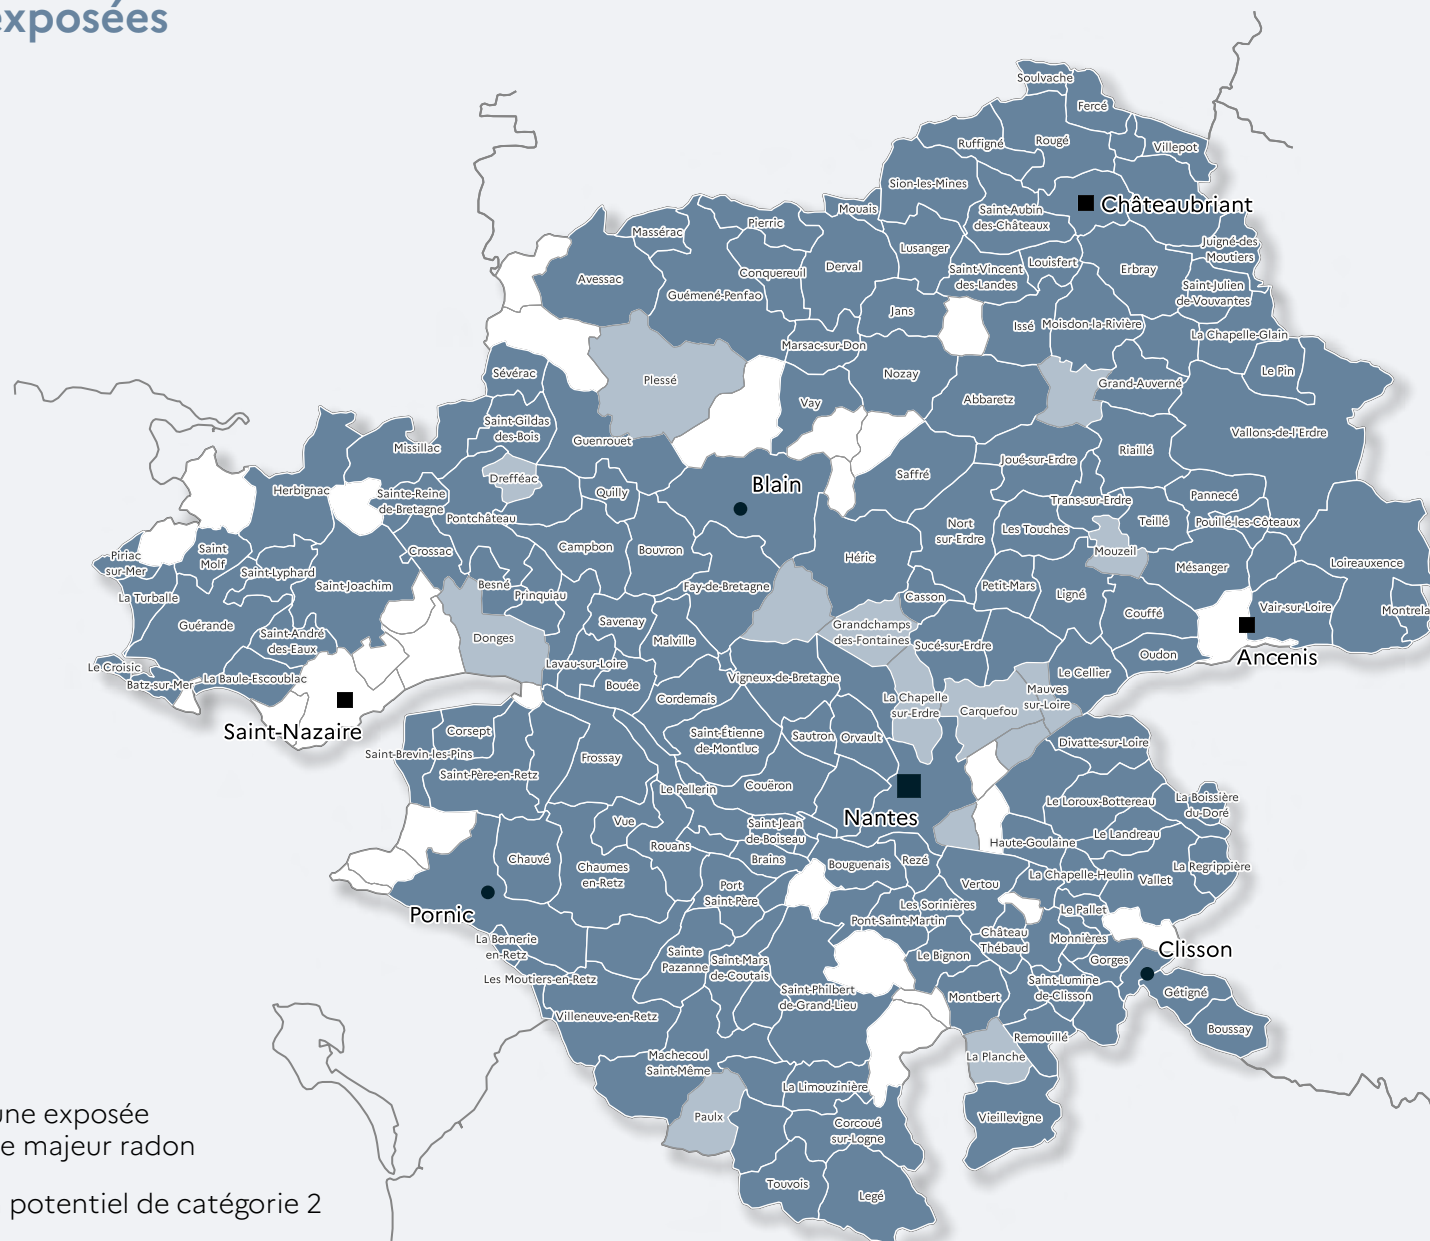 exposées
Soulvache
Fercé
Ruffigné
Rougé
Villepot
Sion-les-Mines
Châteaubriant
Mouais
Saint-Aubin
des-Châteaux
Pierric
Massérac
Lusanger
Juigné-des
Moutiers
Louisfert
Erbray
Saint-Vincent
des-Landes
Derval
Conquereuil
Avessac
Saint-Julien
de-Vouvantes
Guémené-Penfao
Jans
Issé
Moisdon-la-Rivière
La Chapelle-Glain
Marsac-sur-Don
Sévérac
Plessé
Nozay
Le Pin
Grand-Auverné
Abbaretz
Vay
Saint-Gildas
des-Bois
Vallons-de-l'Erdre
Guenrouet
Missillac
Riaillé
Joué-sur-Erdre
Saffré
Drefféac
Blain
Herbignac
Sainte-Reine
de-Bretagne
Quilly
Pannecé
Trans-sur-Erdre
Pontchâteau
Teillé
Pouillé-les-Côteaux
Nort
sur-Erdre
Les Touches
Campbon
Bouvron
Crossac
Mouzeil
Saint
Molf
Piriac
sur-Mer
Héric
Loireauxence
Mésanger
Saint-Lyphard
Saint-Joachim
Besné
Prinquiau
Fay-de-Bretagne
Petit-Mars
Ligné
La Turballe
Casson
Vair-sur-Loire
Montrela
Couffé
Guérande
Savenay
Grandchamps
des-Fontaines
Saint-André
des-Eaux
Donges
Malville
Sucé-sur-Erdre
Oudon
Ancenis
Le Croisic
Lavau-sur-Loire
Le Cellier
La Baule-Escoublac
Vigneux-de-Bretagne
Batz-sur-Mer
Bouée
Cordemais
Mauves
sur-Loire
La Chapelle
sur-Erdre
Carquefou
Saint-Nazaire
Corsept
Saint-Étienne
de-Montluc
Sautron
Orvault
Divatte-sur-Loire
Saint-Brevin-les-Pins
Frossay
Saint-Père-en-Retz
Couëron
Le Pellerin
Nantes
Le Loroux-Bottereau
La Boissière
du-Doré
Vue
Saint-Jean
de-Boiseau
Le Landreau
Rouans
Haute-Goulaine
Chauvé
Brains
Bouguenais
Rezé
Chaumes
en-Retz
La Regrippière
La Chapelle-Heulin
Vallet
Vertou
Port
Saint-Père
Pornic
Les Sorinières
Le Pallet
Pont-Saint-Martin
La Bernerie
en-Retz
Château
Thébaud
Monnières
Clisson
Sainte
Pazanne
Saint-Mars
de-Coutais
Le Bignon
Gorges
Les Moutiers-en-Retz
Saint-Lumine
de-Clisson
Saint-Philbert
de-Grand-Lieu
Montbert
Gétigné
Villeneuve-en-Retz
Boussay
Remouillé
Machecoul
Saint-Même
La Planche
La Limouzinière
Paulx
Vieillevigne
Corcoué
sur-Logne
Touvois
Legé
une exposée
e majeur radon
potentiel de catégorie 2